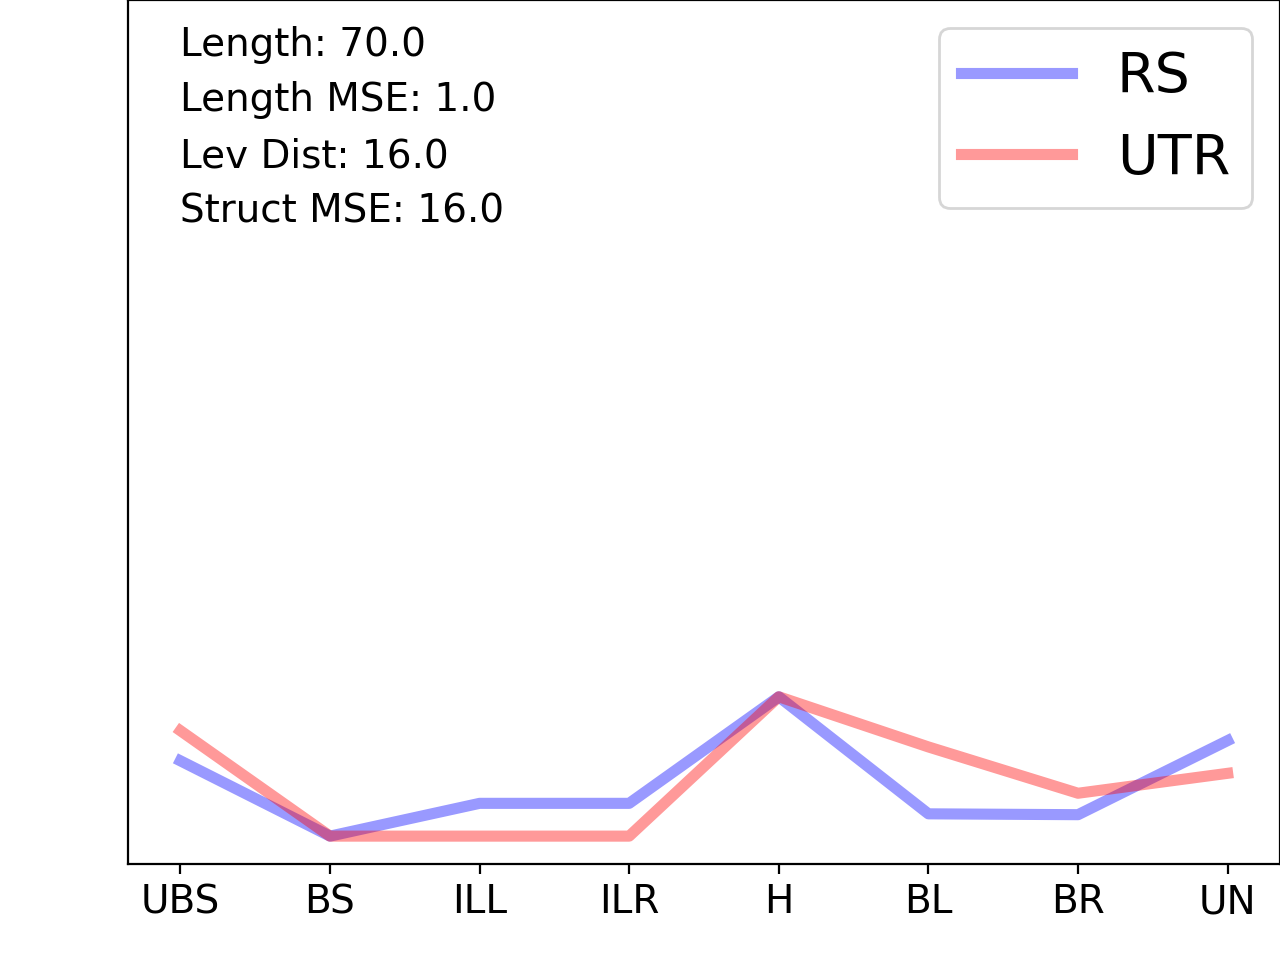 Length: 70.0
Length MSE: 1.0
Lev Dist: 16.0
Struct MSE: 16.0
RS
UTR
UBS BS ILL ILR H BL BR UN